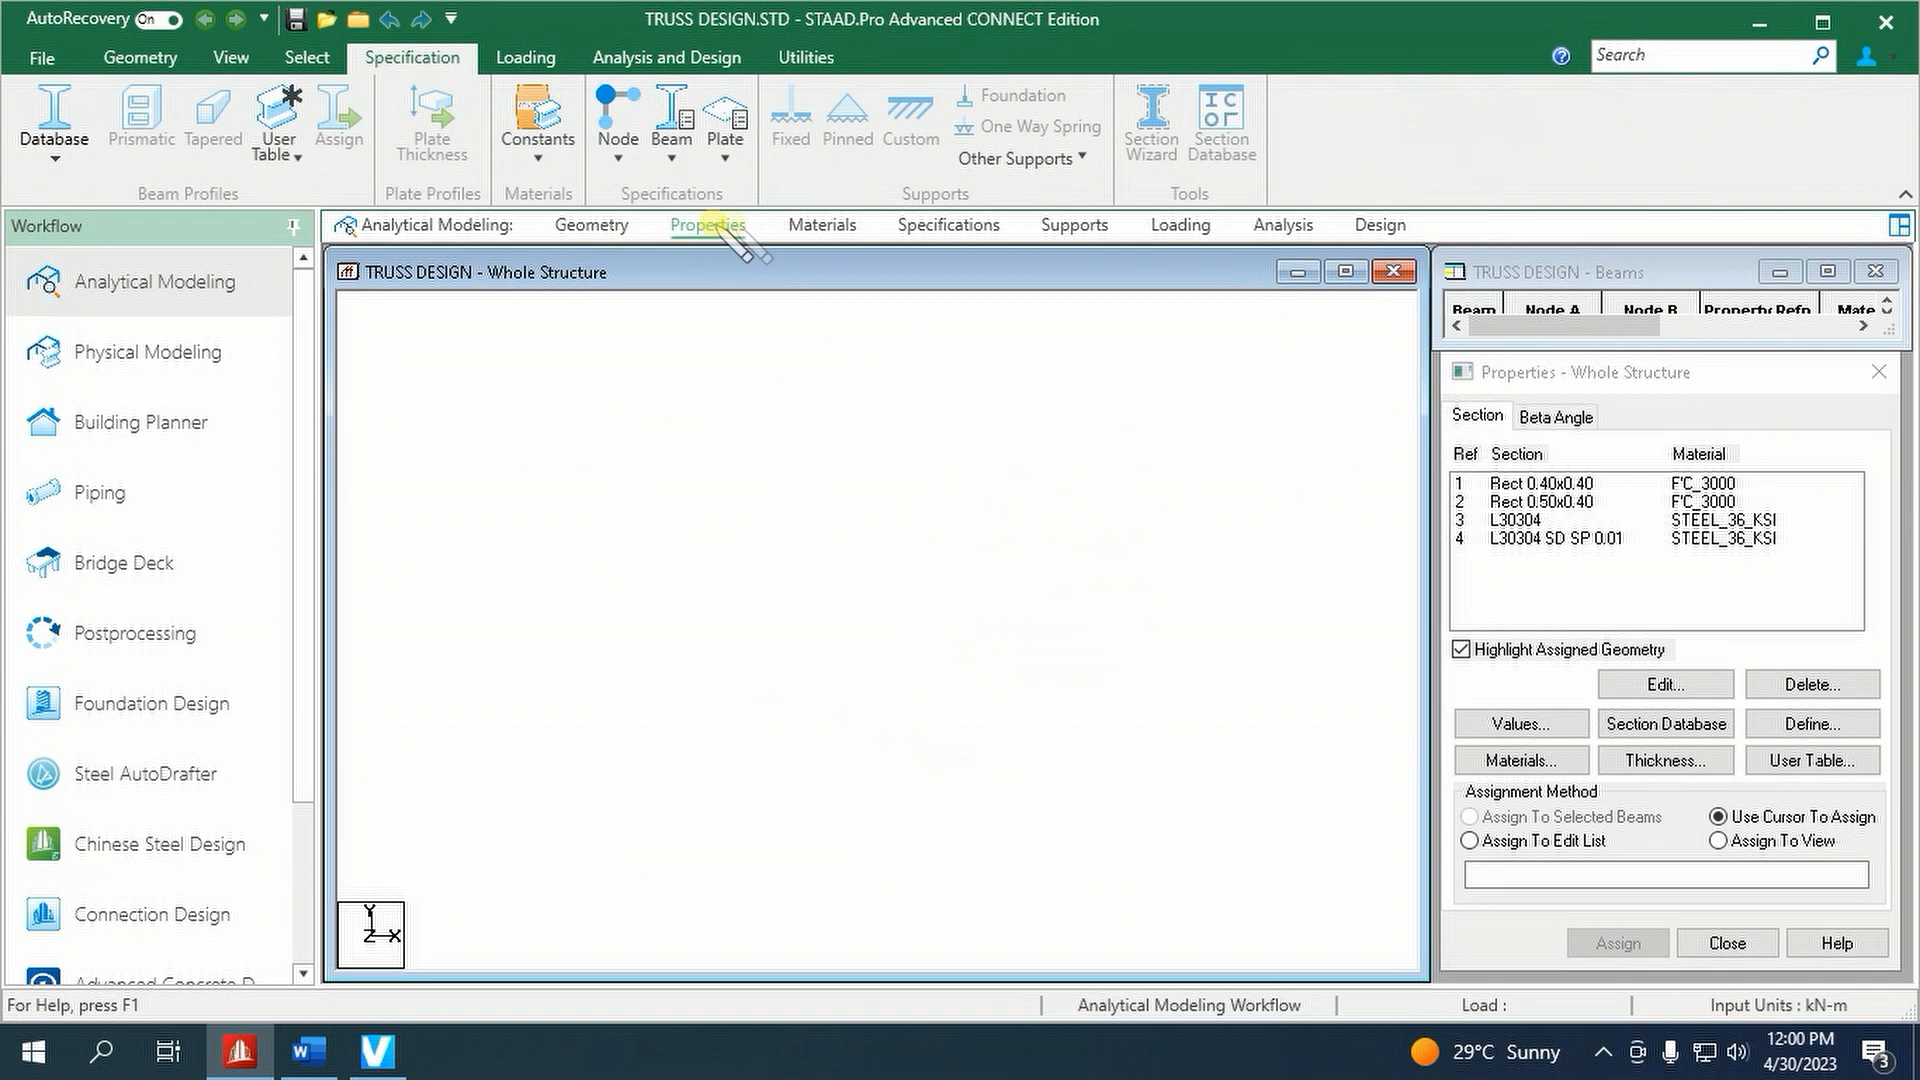 AutoRecovery On
TRUSS DESIGN.STD - STAAD.Pro Advanced CONNECT Edition
File Geometry View Select Specification Loading Analysis and Design Utilities
Search
Database Prismatic Tapered User Table Assign
Beam Profiles
Plate Thickness
Plate Profiles
Constants
Materials
Node Beam Plate
Specifications
Fixed Pinned Custom
Foundation
One Way Spring
Other Supports
Supports
Section Wizard Section Database
Tools
Workflow
Analytical Modeling: Geometry Properties Materials Specifications Supports Loading Analysis Design
Analytical Modeling
Physical Modeling
Building Planner
Piping
Bridge Deck
Postprocessing
Foundation Design
Steel AutoDrafter
Chinese Steel Design
Connection Design
TRUSS DESIGN - Whole Structure
Y
Z X
TRUSS DESIGN - Beams
Beam Node A Node B Property Refn Mate
Properties - Whole Structure
Section Beta Angle
Ref Section Material
1 Rect 0.40x0.40 F'C_3000
2 Rect 0.50x0.40 F'C_3000
3 L30304 STEEL_36_KSI
4 L30304 SD SP 0.01 STEEL_36_KSI
Highlight Assigned Geometry
Edit... Delete...
Values... Section Database Define...
Materials... Thickness... User Table...
Assignment Method
Assign To Selected Beams Use Cursor To Assign
Assign To Edit List Assign To View
Assign Close Help
For Help, press F1
Analytical Modeling Workflow
Load :
Input Units : kN-m
29°C Sunny
12:00 PM
4/30/2023
3